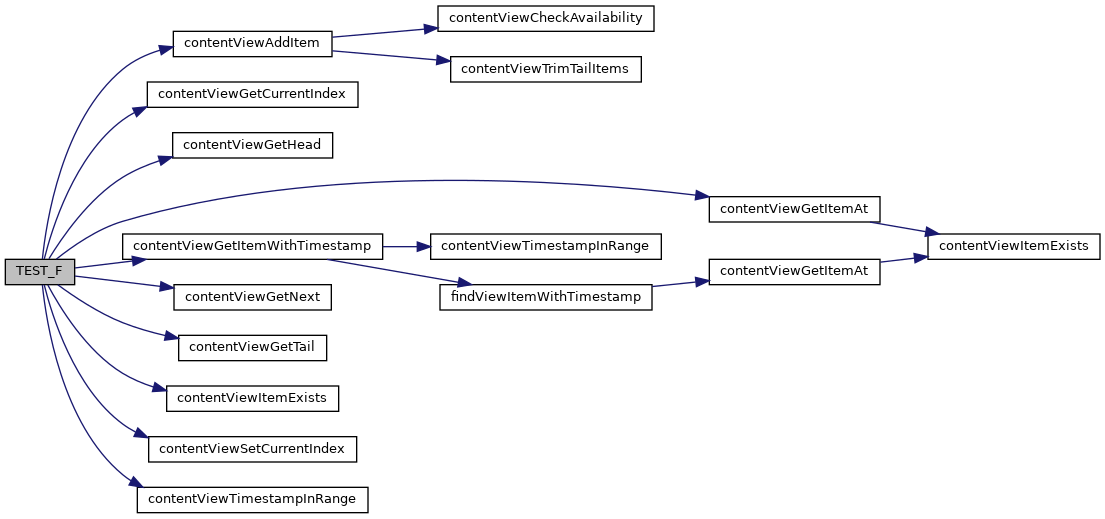 contentViewCheckAvailability
contentViewAddItem
contentViewTrimTailItems
contentViewGetCurrentIndex
contentViewGetHead
contentViewGetItemAt
contentViewGetItemWithTimestamp
contentViewTimestampInRange
contentViewItemExists
TEST_F
contentViewGetItemAt
contentViewGetNext
findViewItemWithTimestamp
contentViewGetTail
contentViewItemExists
contentViewSetCurrentIndex
contentViewTimestampInRange